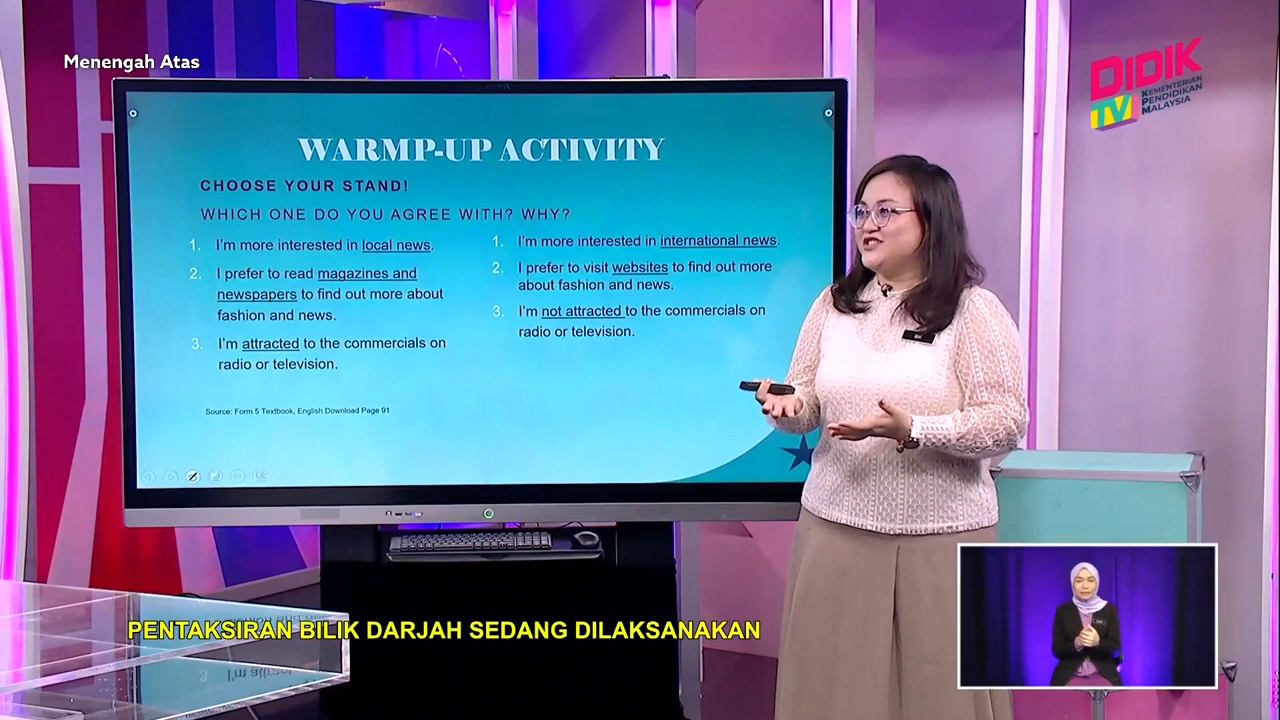 Menengah Atas
DIDIK
TV
KEMENTERIAN
PENDIDIKAN
MALAYSIA
WARMP-UP ACTIVITY
CHOOSE YOUR STAND!
WHICH ONE DO YOU AGREE WITH? WHY?
1. I'm more interested in local news.
2. I prefer to read magazines and
newspapers to find out more about
fashion and news.
3. I'm attracted to the commercials on
radio or television.
1. I'm more interested in international news.
2. I prefer to visit websites to find out more
about fashion and news.
3. I'm not attracted to the commercials on
radio or television.
Source: Form 5 Textbook, English Download Page 91
PENTAKSIRAN BILIK DARJAH SEDANG DILAKSANAKAN